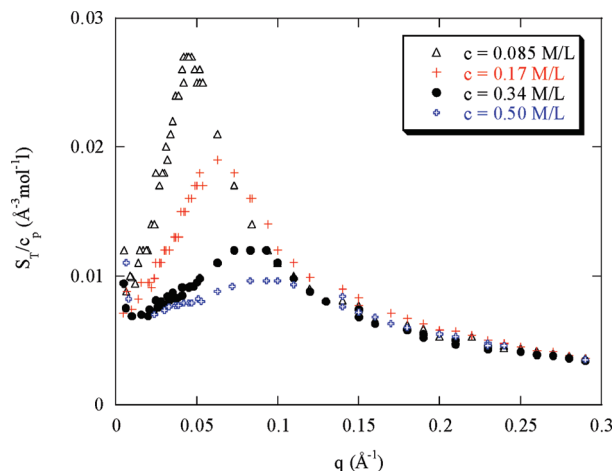 0.03
c = 0.085 M/L
c = 0.17 M/L
c = 0.34 M/L
c = 0.50 M/L
0.02
S_T/c_p (Å⁻³mol⁻¹l)
0.01
0
0 0.05 0.1 0.15 0.2 0.25 0.3
q (Å⁻¹)